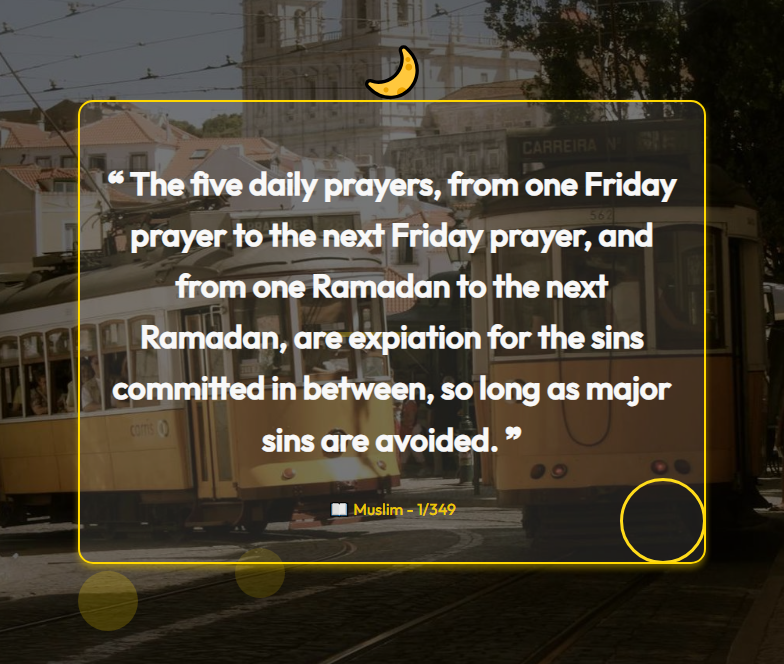 CARREIRA Nº
562
❝ The five daily prayers, from one Friday
prayer to the next Friday prayer, and
from one Ramadan to the next
Ramadan, are expiation for the sins
committed in between, so long as major
sins are avoided. ❞
Muslim - 1/349